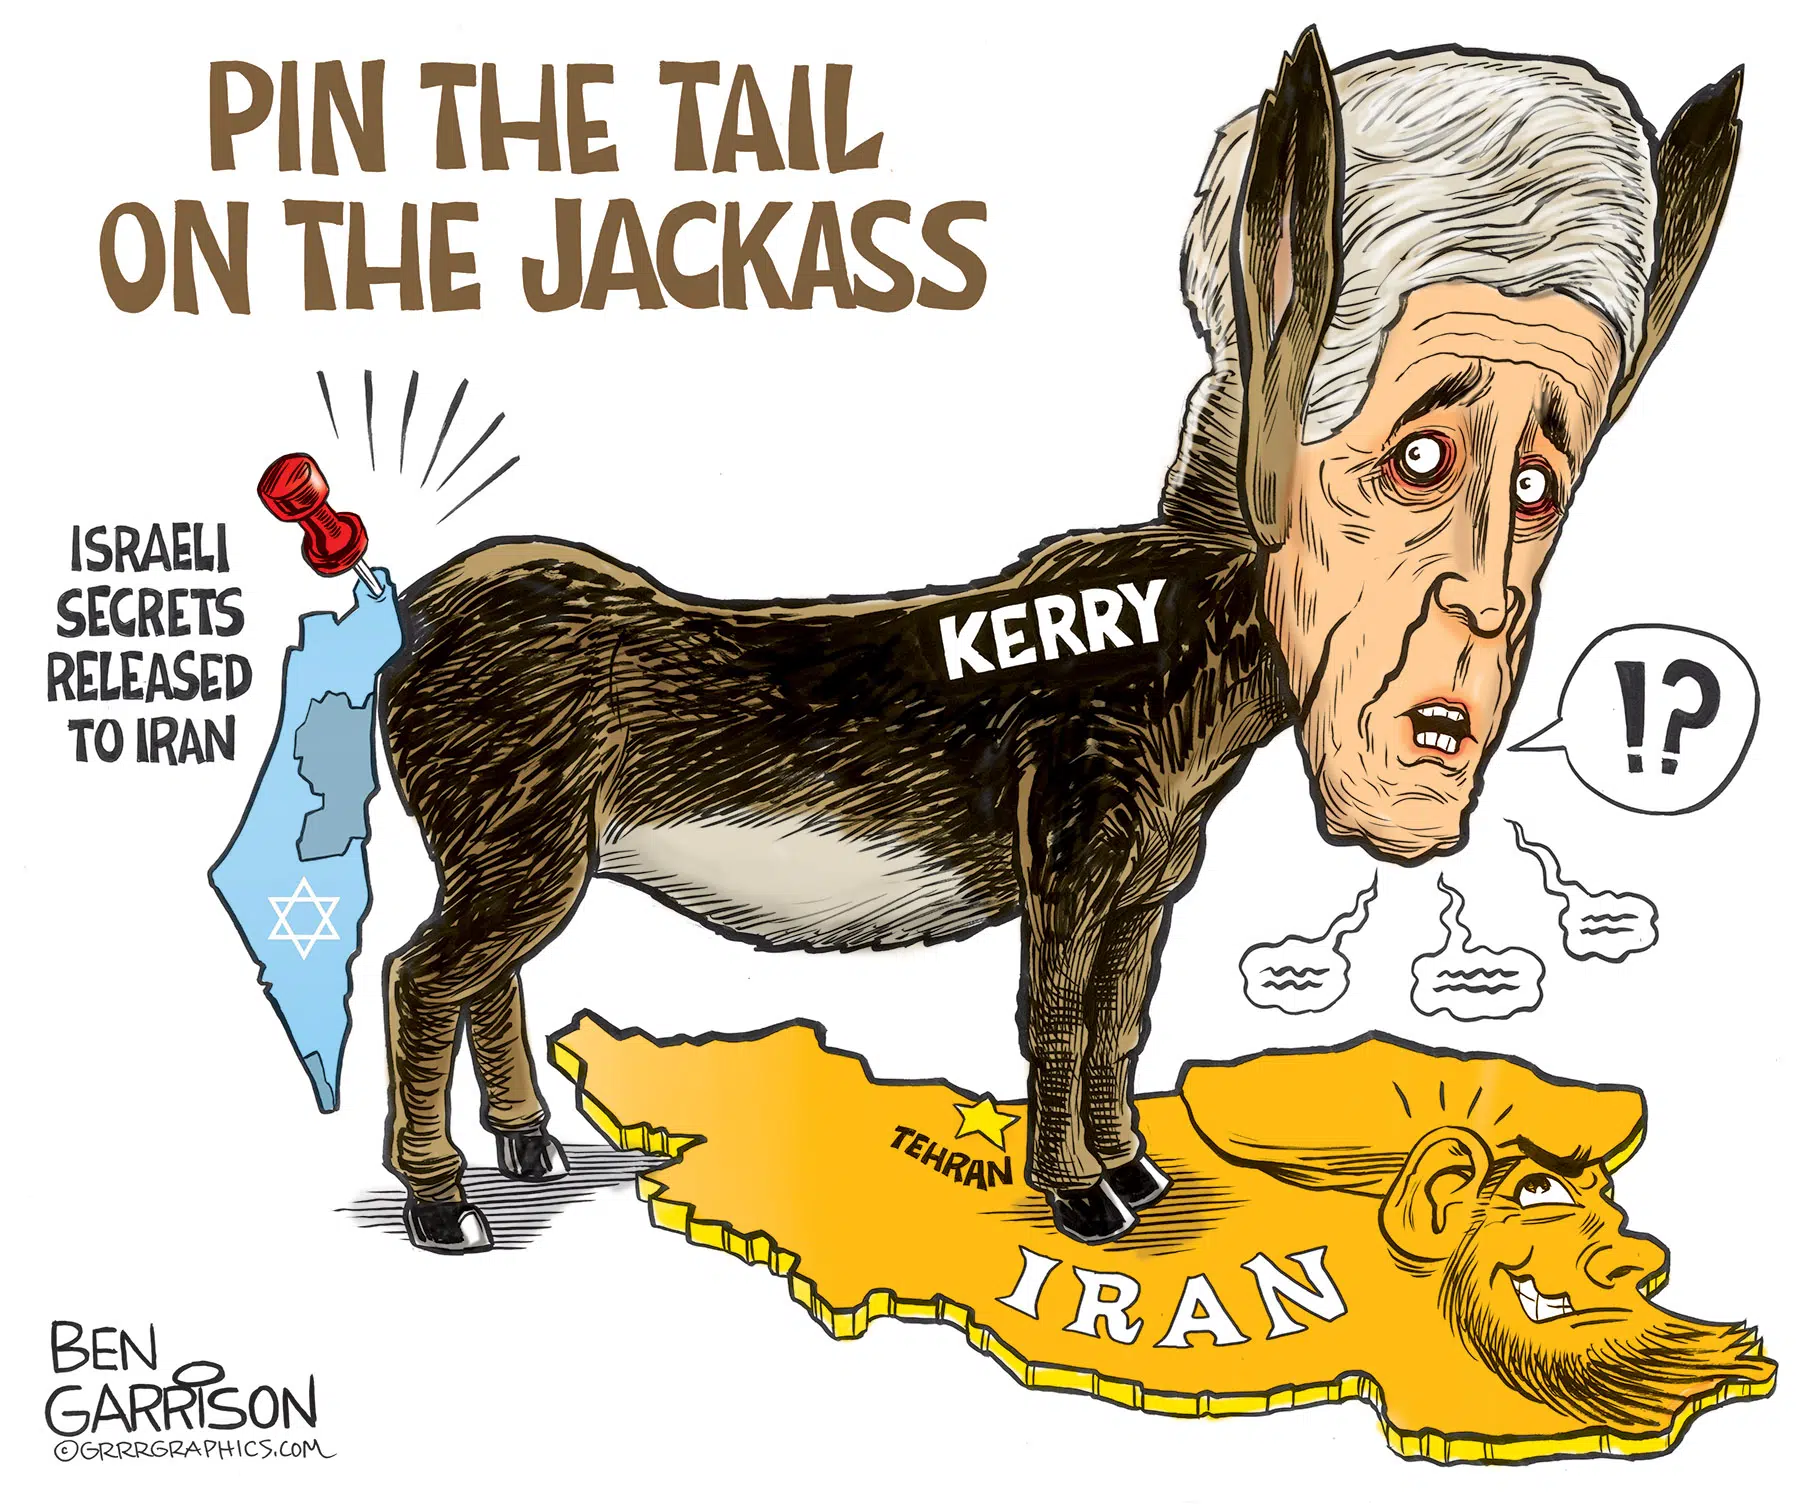 PIN THE TAIL
ON THE JACKASS
ISRAELI
SECRETS
RELEASED
TO IRAN
KERRY
!?
TEHRAN
IRAN
BEN
GARRISON
©GRRRGRAPHICS.COM